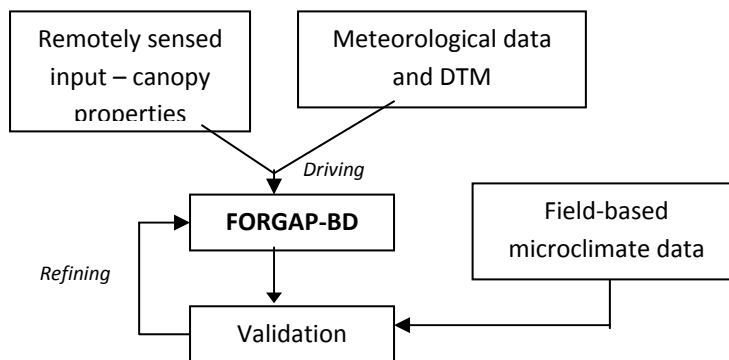 Remotely sensed
input – canopy
properties
Meteorological data
and DTM
Driving
FORGAP-BD
Field-based
microclimate data
Refining
Validation